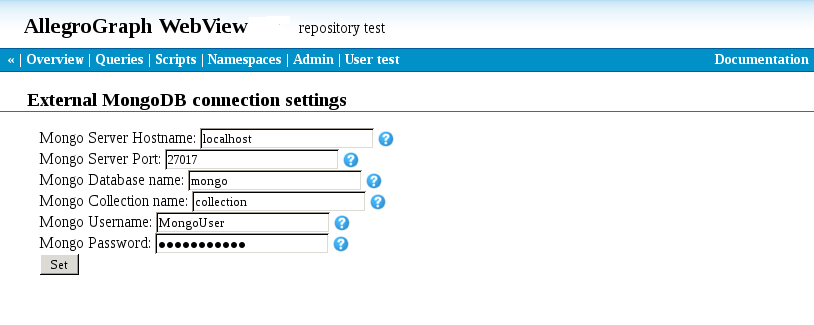 AllegroGraph WebView repository test
« | Overview | Queries | Scripts | Namespaces | Admin | User test Documentation
External MongoDB connection settings
Mongo Server Hostname: localhost ?
Mongo Server Port: 27017 ?
Mongo Database name: mongo ?
Mongo Collection name: collection ?
Mongo Username: MongoUser ?
Mongo Password: ●●●●●●●●●●● ?
Set